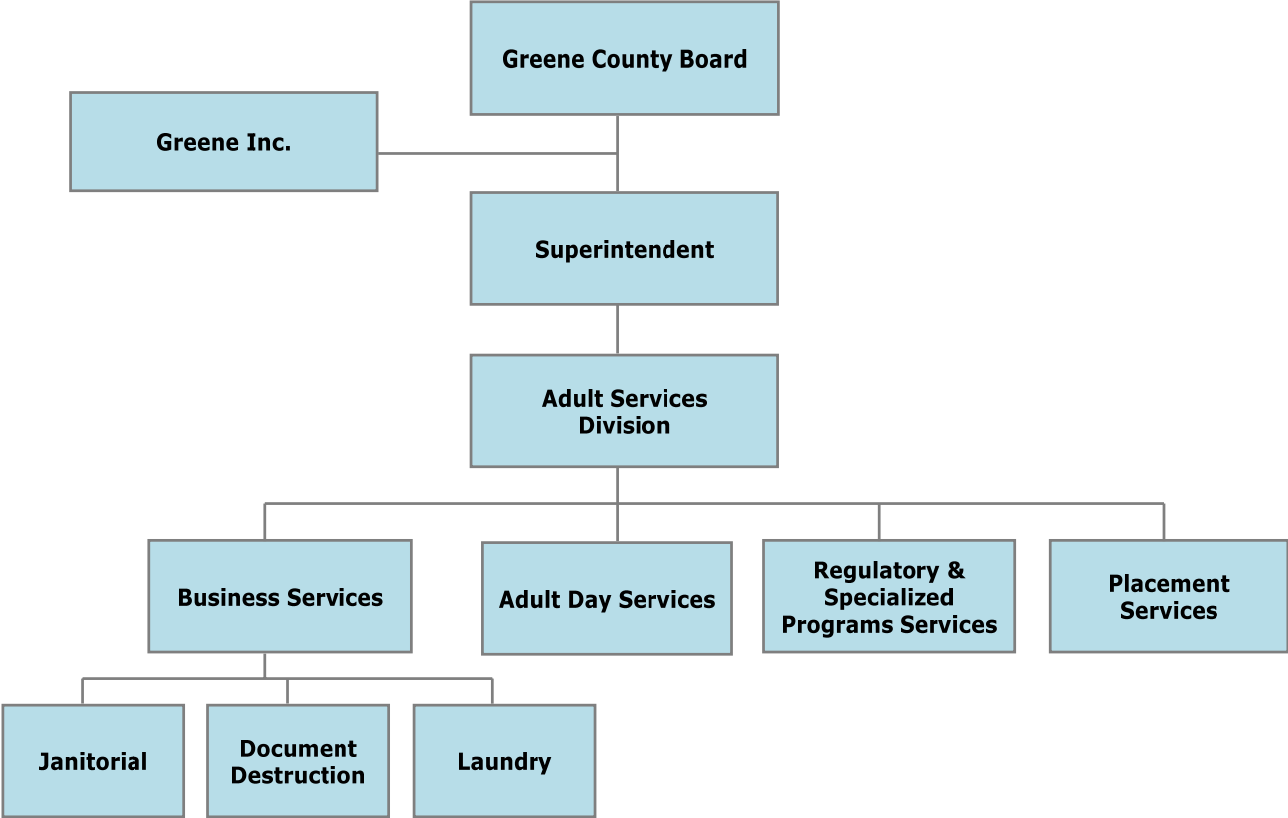 Greene County Board
Greene Inc.
Superintendent
Adult Services
Division
Business Services
Adult Day Services
Regulatory &
Specialized
Programs Services
Placement
Services
Janitorial
Document
Destruction
Laundry